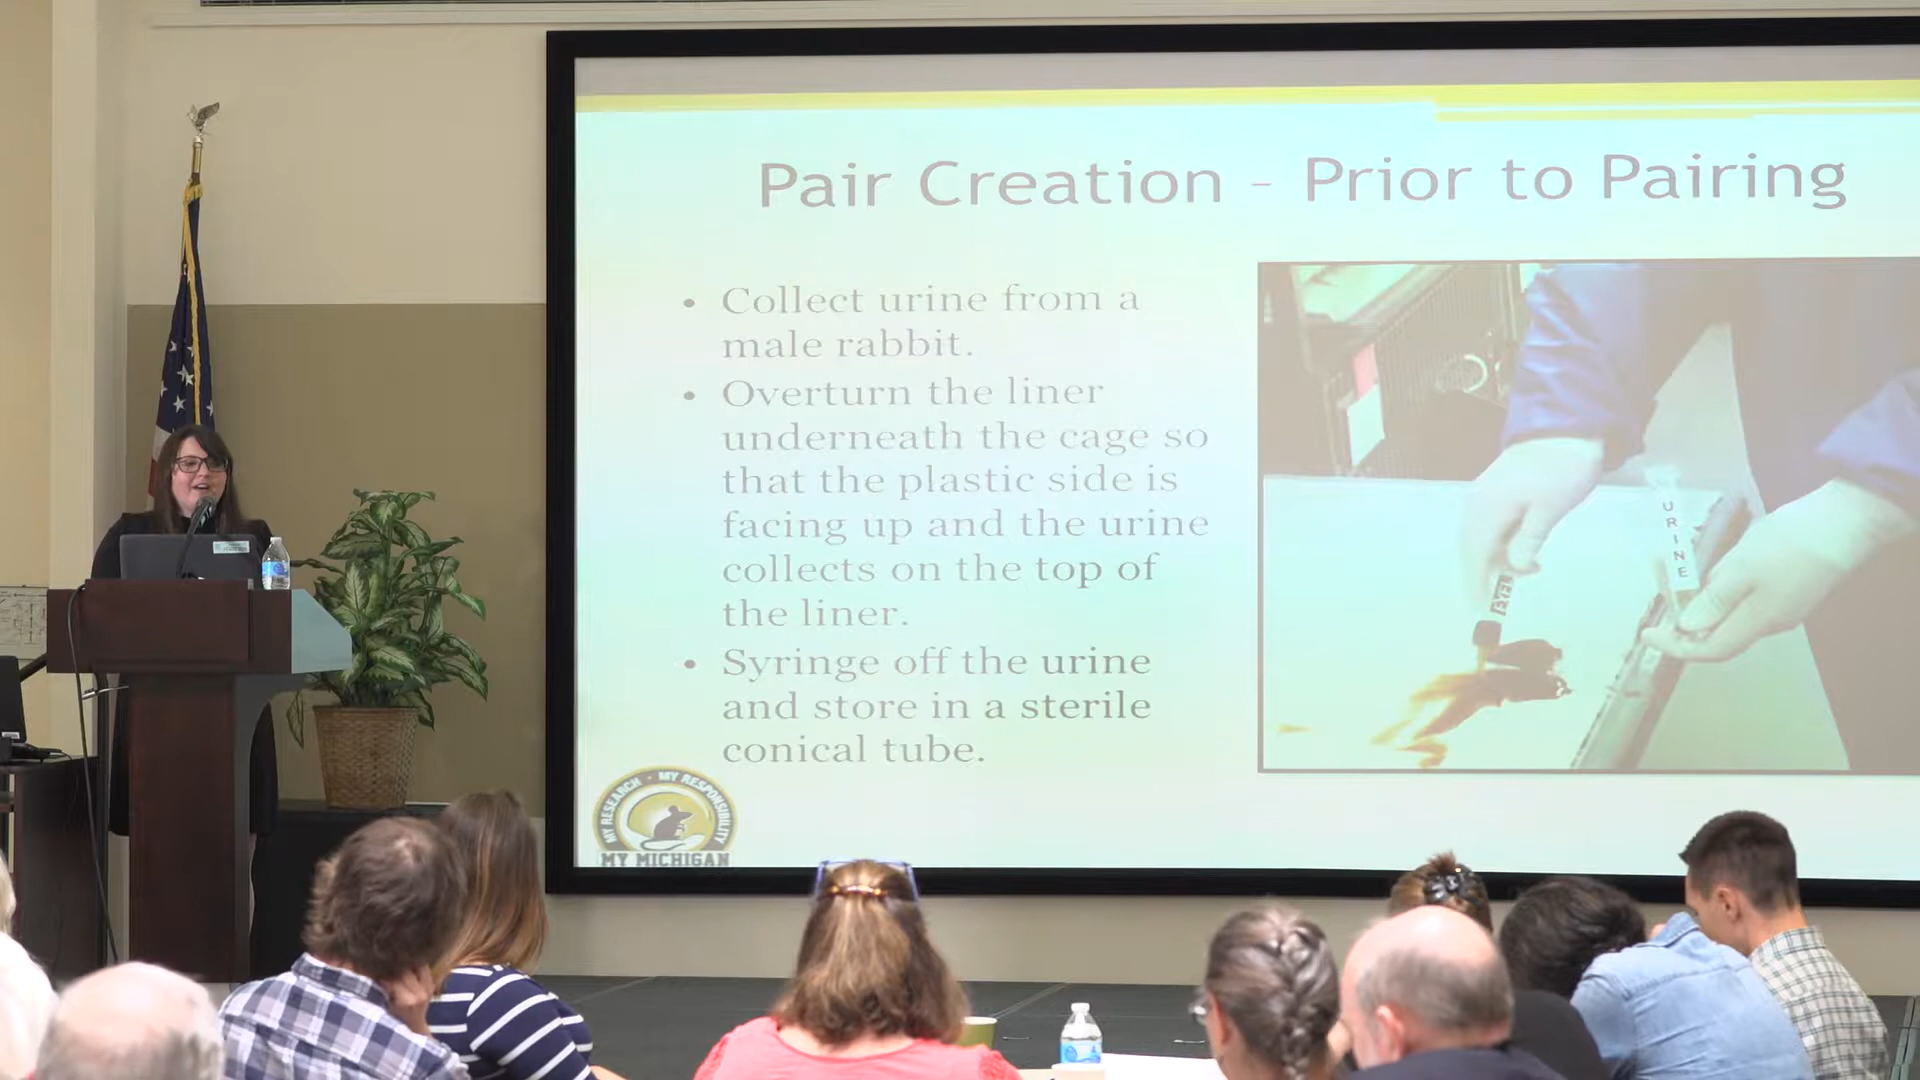 Pair Creation - Prior to Pairing
• Collect urine from a
male rabbit.
• Overturn the liner
underneath the cage so
that the plastic side is
facing up and the urine
collects on the top of
the liner.
• Syringe off the urine
and store in a sterile
conical tube.
URINE
MY RESEARCH - MY RESPONSIBILITY
MY MICHIGAN